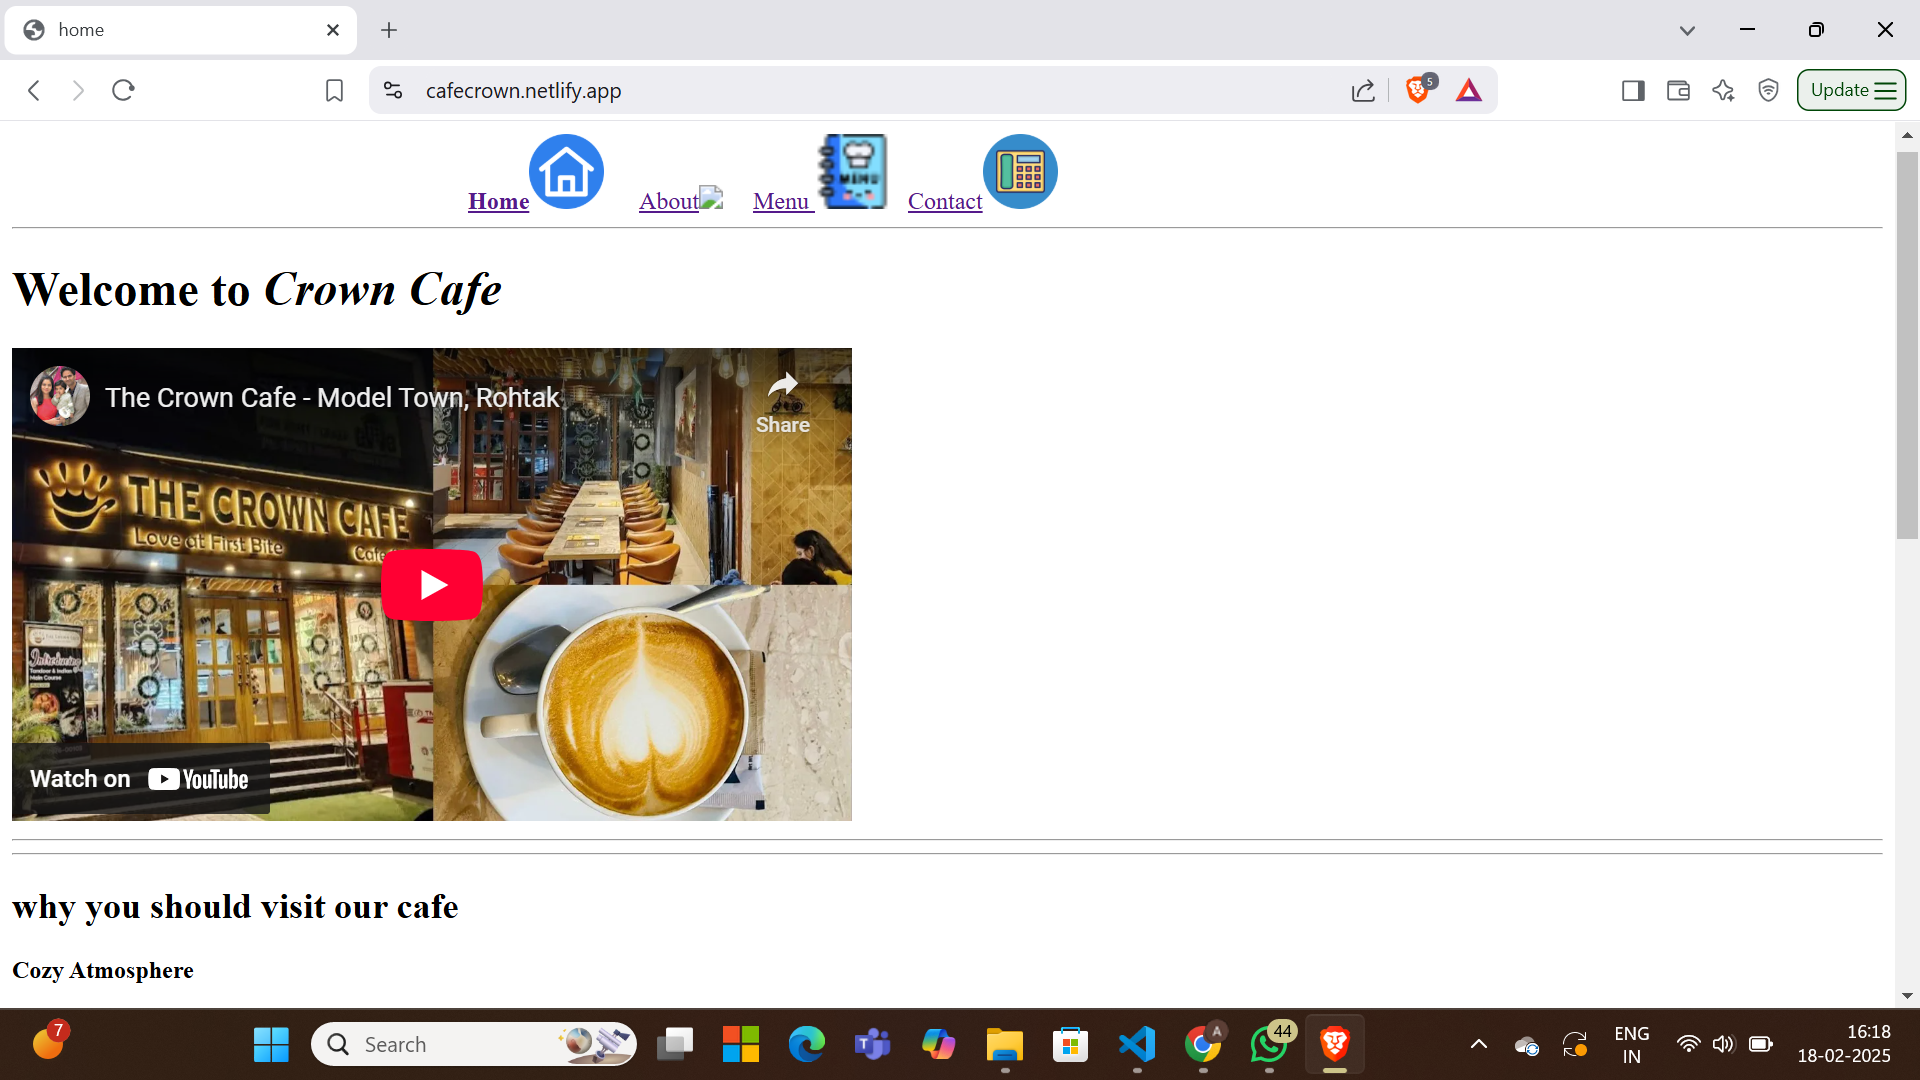 home
cafecrown.netlify.app
5
Update
Home About Menu Contact
MENU
Welcome to Crown Cafe
The Crown Cafe - Model Town, Rohtak
Share
THE CROWN CAFE
Love at First Bite
Cafe
Introducing
Watch on YouTube
why you should visit our cafe
Cozy Atmosphere
7
Search
A
44
ENG
IN
16:18
18-02-2025